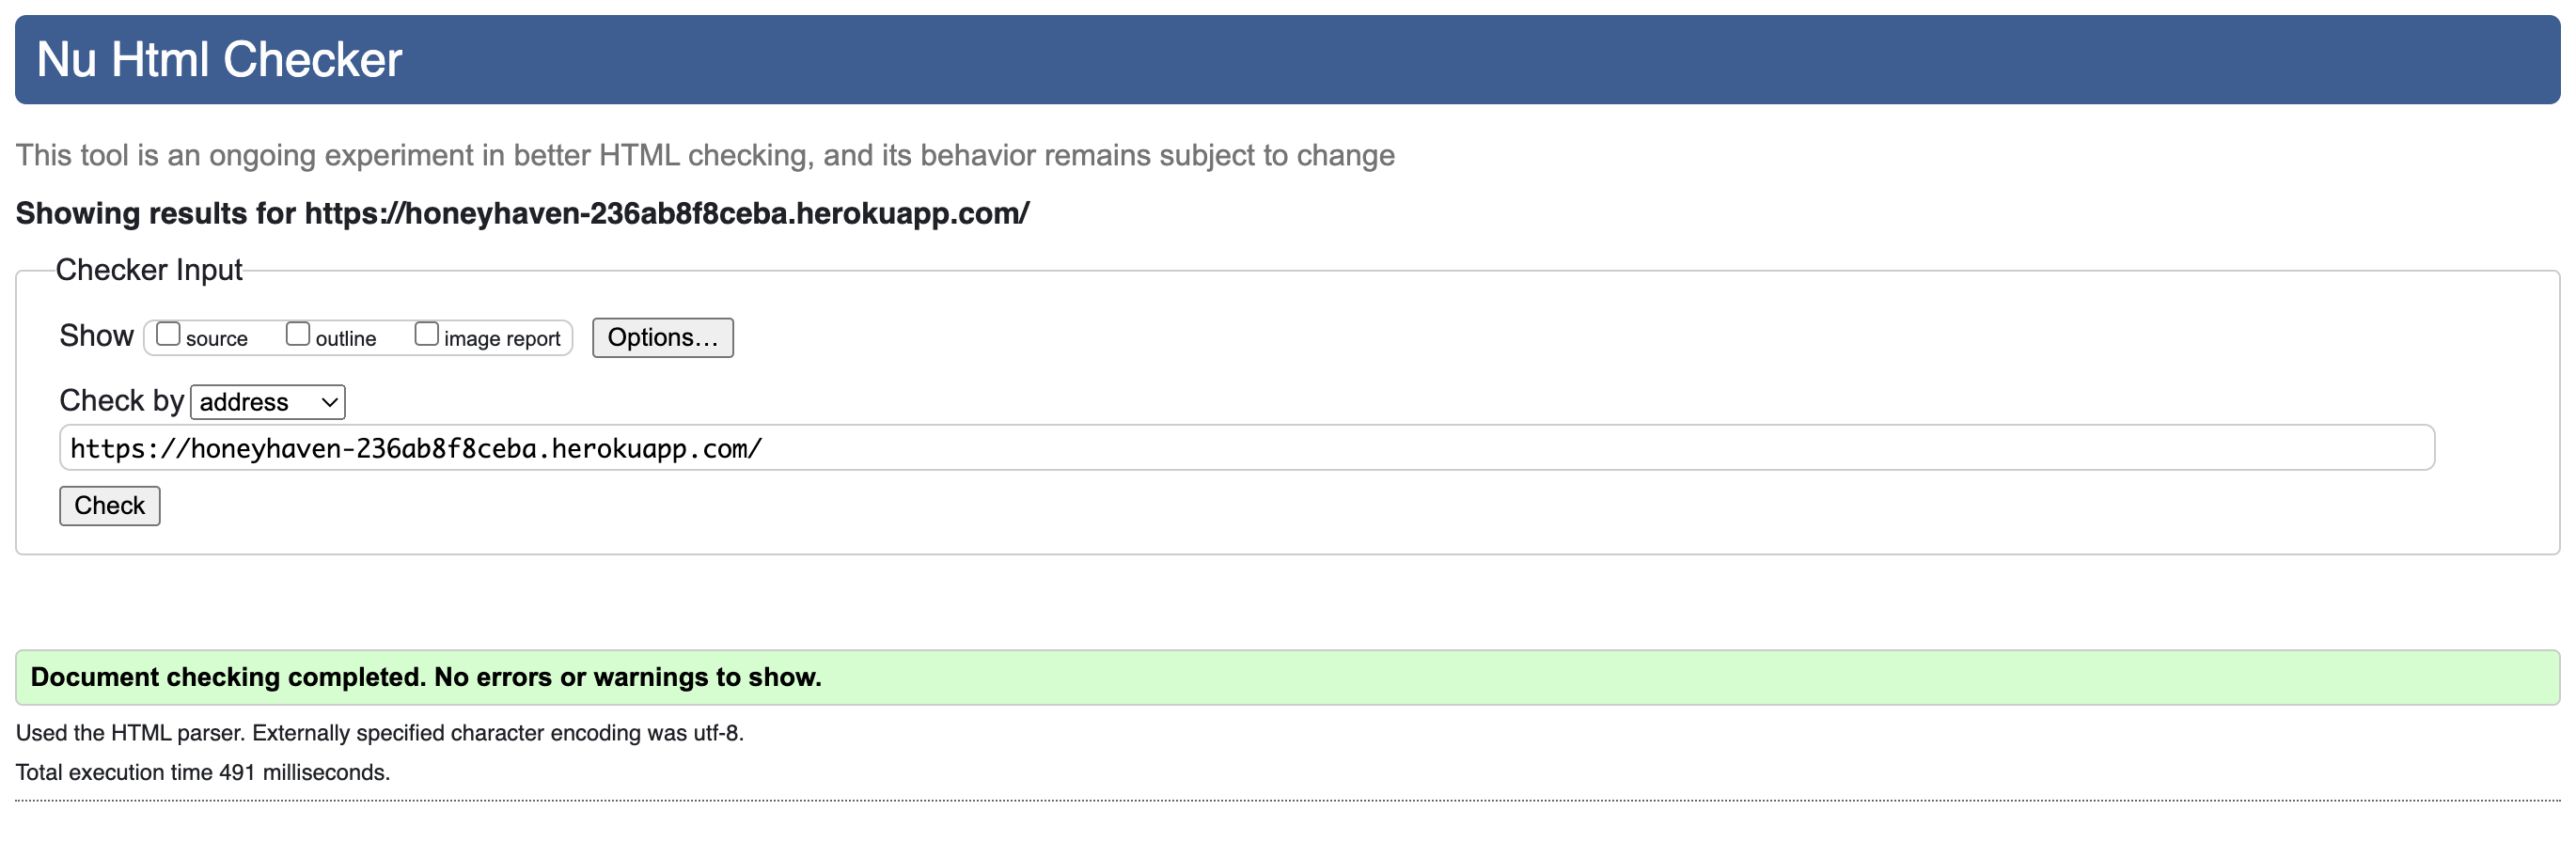 Nu Html Checker
This tool is an ongoing experiment in better HTML checking, and its behavior remains subject to change
Showing results for https://honeyhaven-236ab8f8ceba.herokuapp.com/
Checker Input
Show source outline image report Options...
Check by address
https://honeyhaven-236ab8f8ceba.herokuapp.com/
Check
Document checking completed. No errors or warnings to show.
Used the HTML parser. Externally specified character encoding was utf-8.
Total execution time 491 milliseconds.